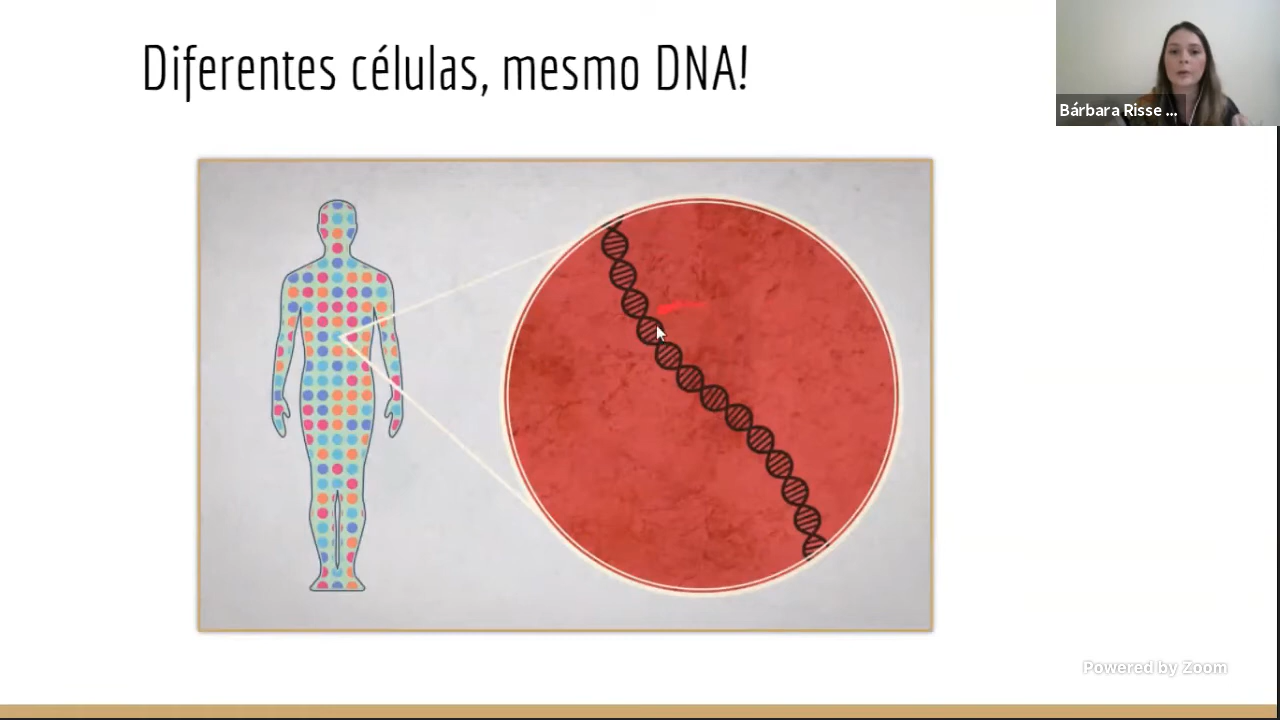 Diferentes células, mesmo DNA!
Bárbara Risse ...
Powered by Zoom